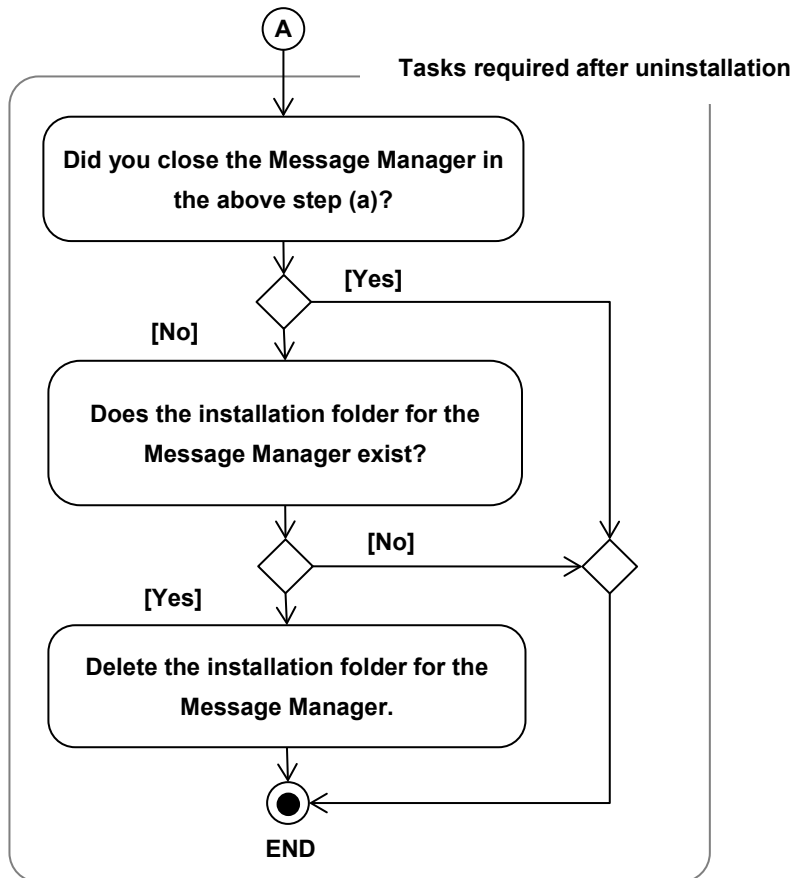 A
Tasks required after uninstallation
Did you close the Message Manager in
the above step (a)?
[Yes]
[No]
Does the installation folder for the
Message Manager exist?
[No]
[Yes]
Delete the installation folder for the
Message Manager.
END